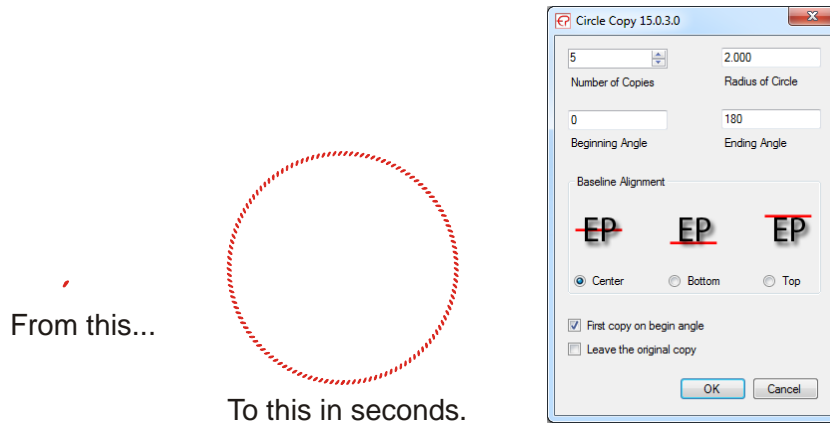 From this...
To this in seconds.
EP Circle Copy 15.0.3.0
5 2.000
Number of Copies Radius of Circle
0 180
Beginning Angle Ending Angle
Baseline Alignment
EP EP EP
Center Bottom Top
First copy on begin angle
Leave the original copy
OK Cancel